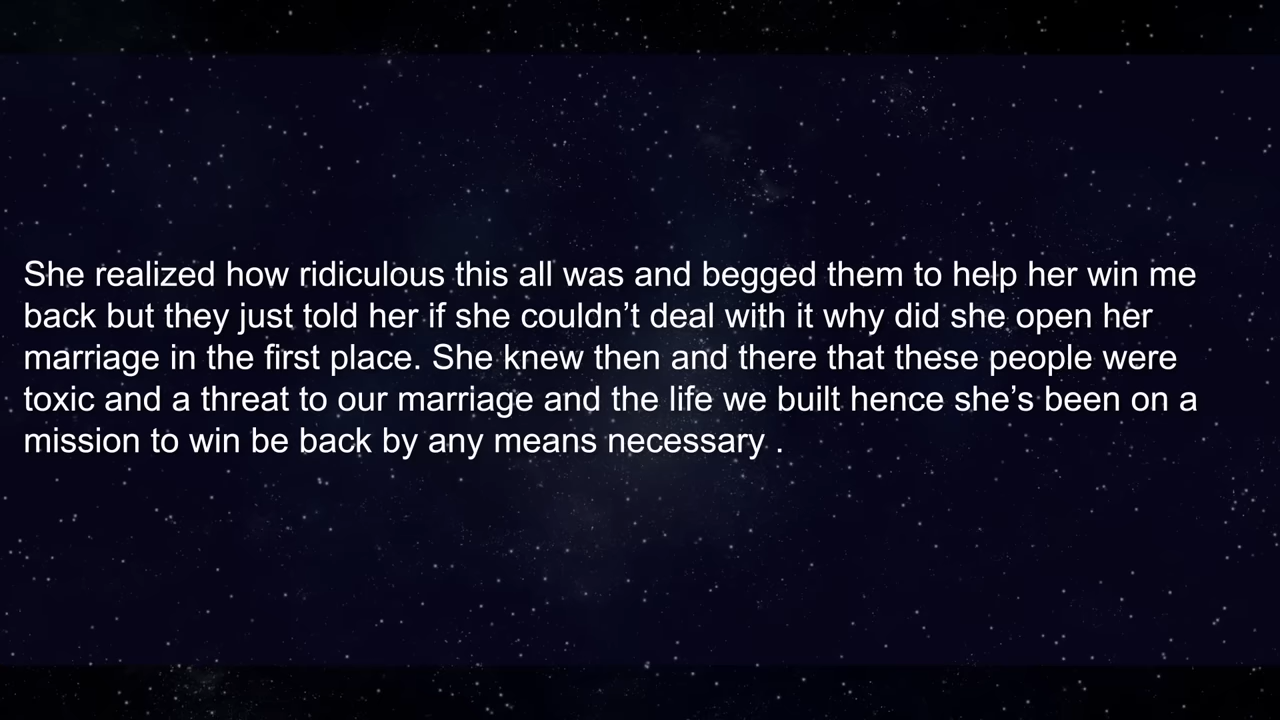 She realized how ridiculous this all was and begged them to help her win me
back but they just told her if she couldn’t deal with it why did she open her
marriage in the first place. She knew then and there that these people were
toxic and a threat to our marriage and the life we built hence she’s been on a
mission to win be back by any means necessary .